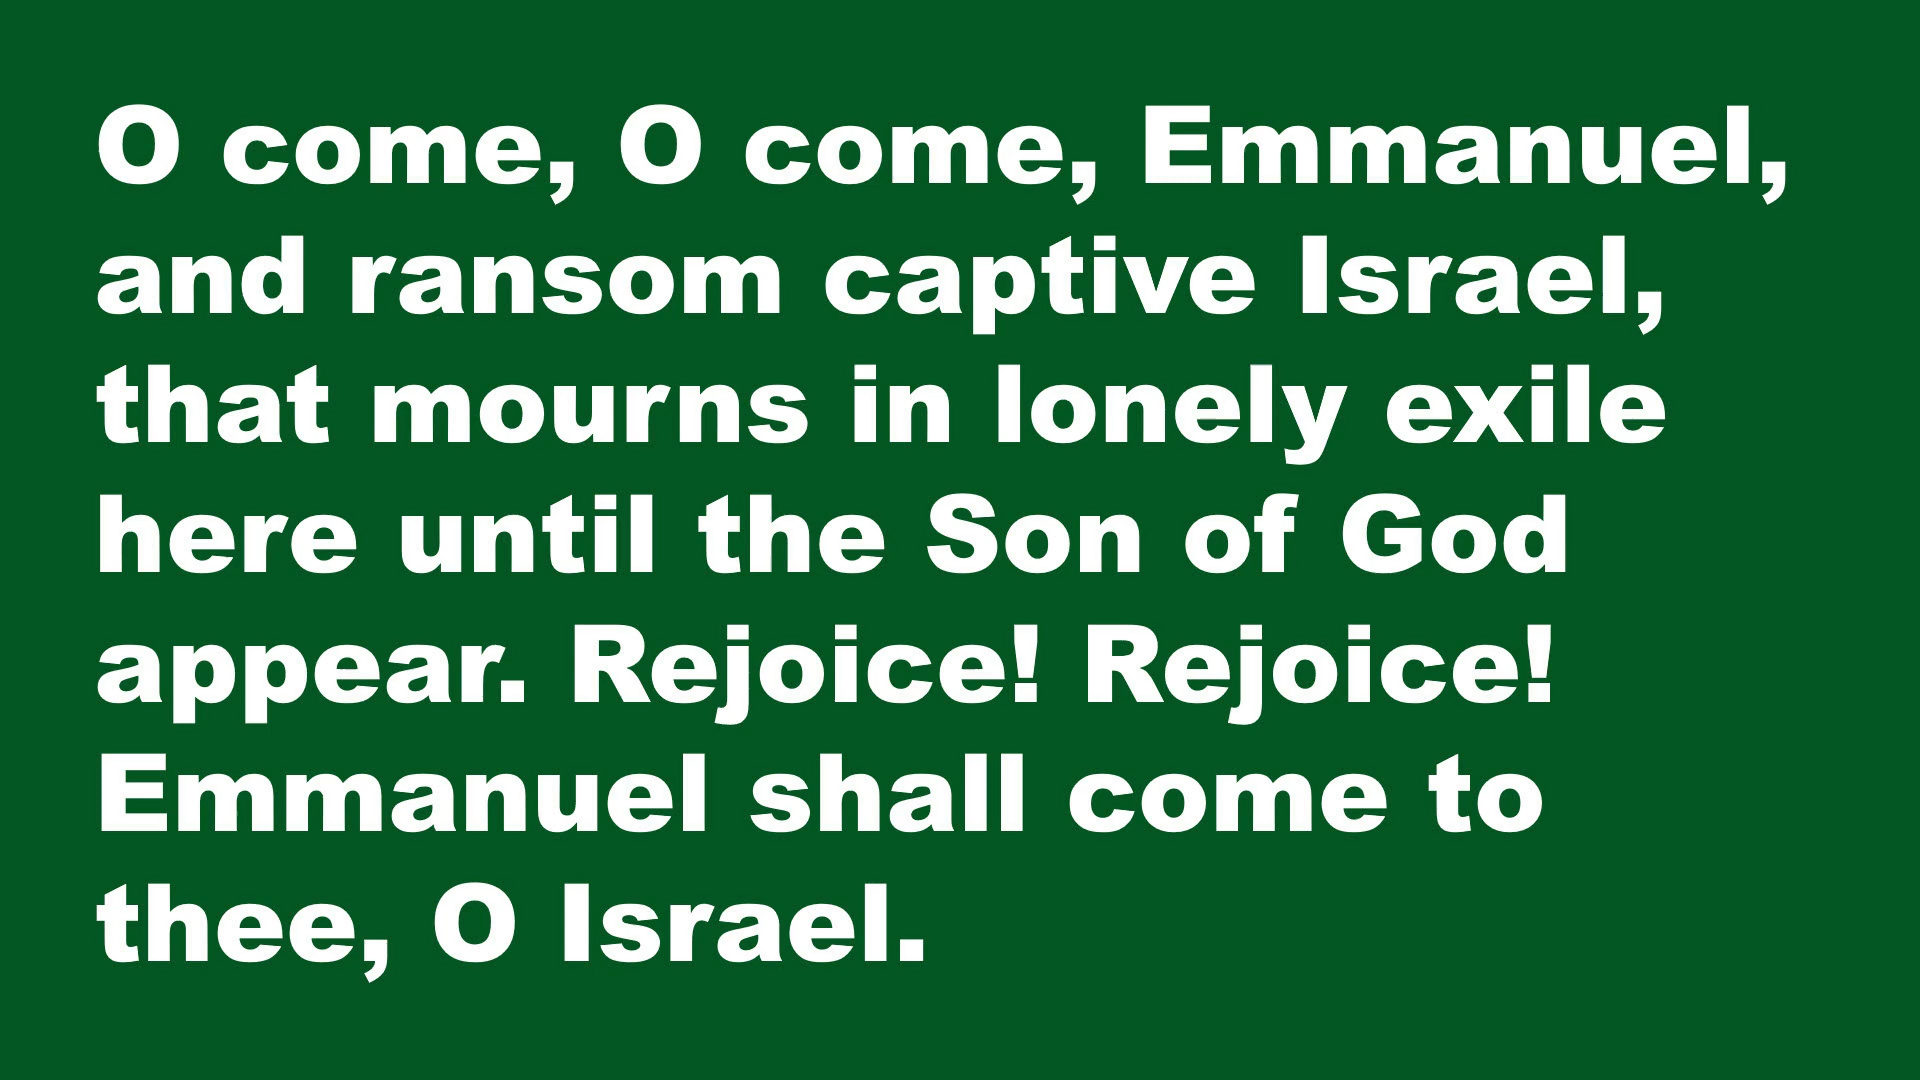 O come, O come, Emmanuel,
and ransom captive Israel,
that mourns in lonely exile
here until the Son of God
appear. Rejoice! Rejoice!
Emmanuel shall come to
thee, O Israel.